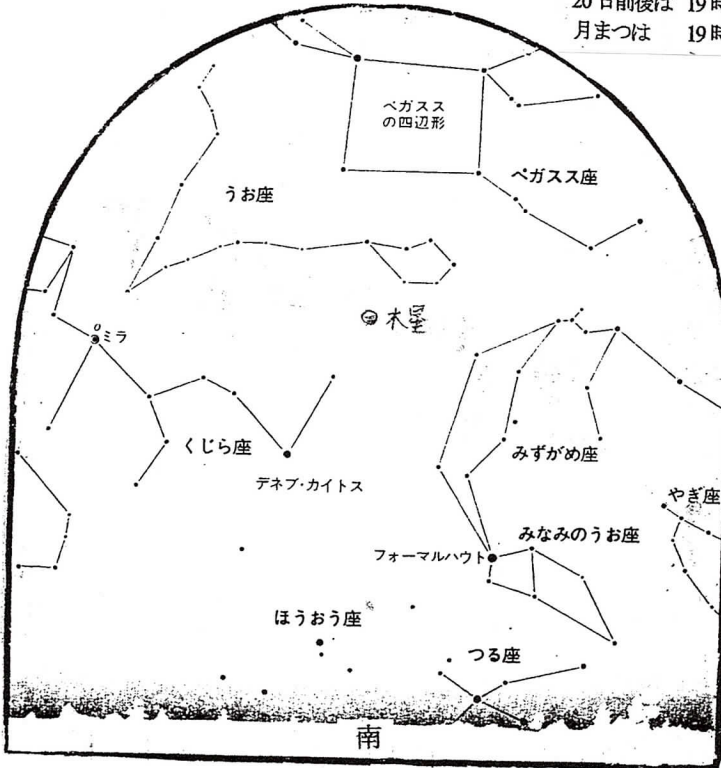 20日前後は 19時
月まつは 19時
ペガスス
の四辺形
ペガスス座
うお座
木星
ミラ
くじら座
デネブ・カイトス
みずがめ座
やぎ座
みなみのうお座
フォーマルハウト
ほうおう座
つる座
南